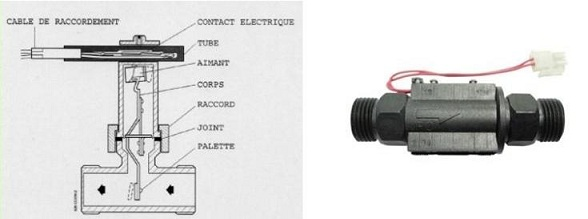 CABLE DE RACCORDEMENT
CONTACT ELECTRIQUE
TUBE
AIMANT
CORPS
RACCORD
JOINT
PALETTE